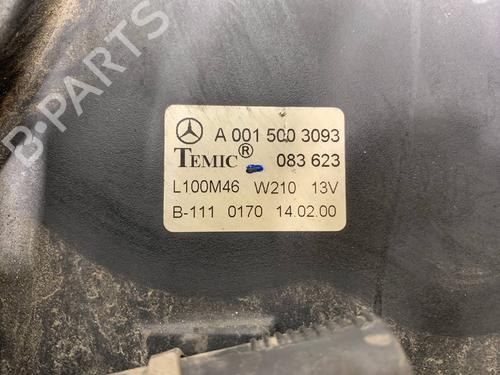 B-PARTS
A 001 500 3093
TEMIC® 083 623
L100M46 W210 13V
B-111 0170 14.02.00